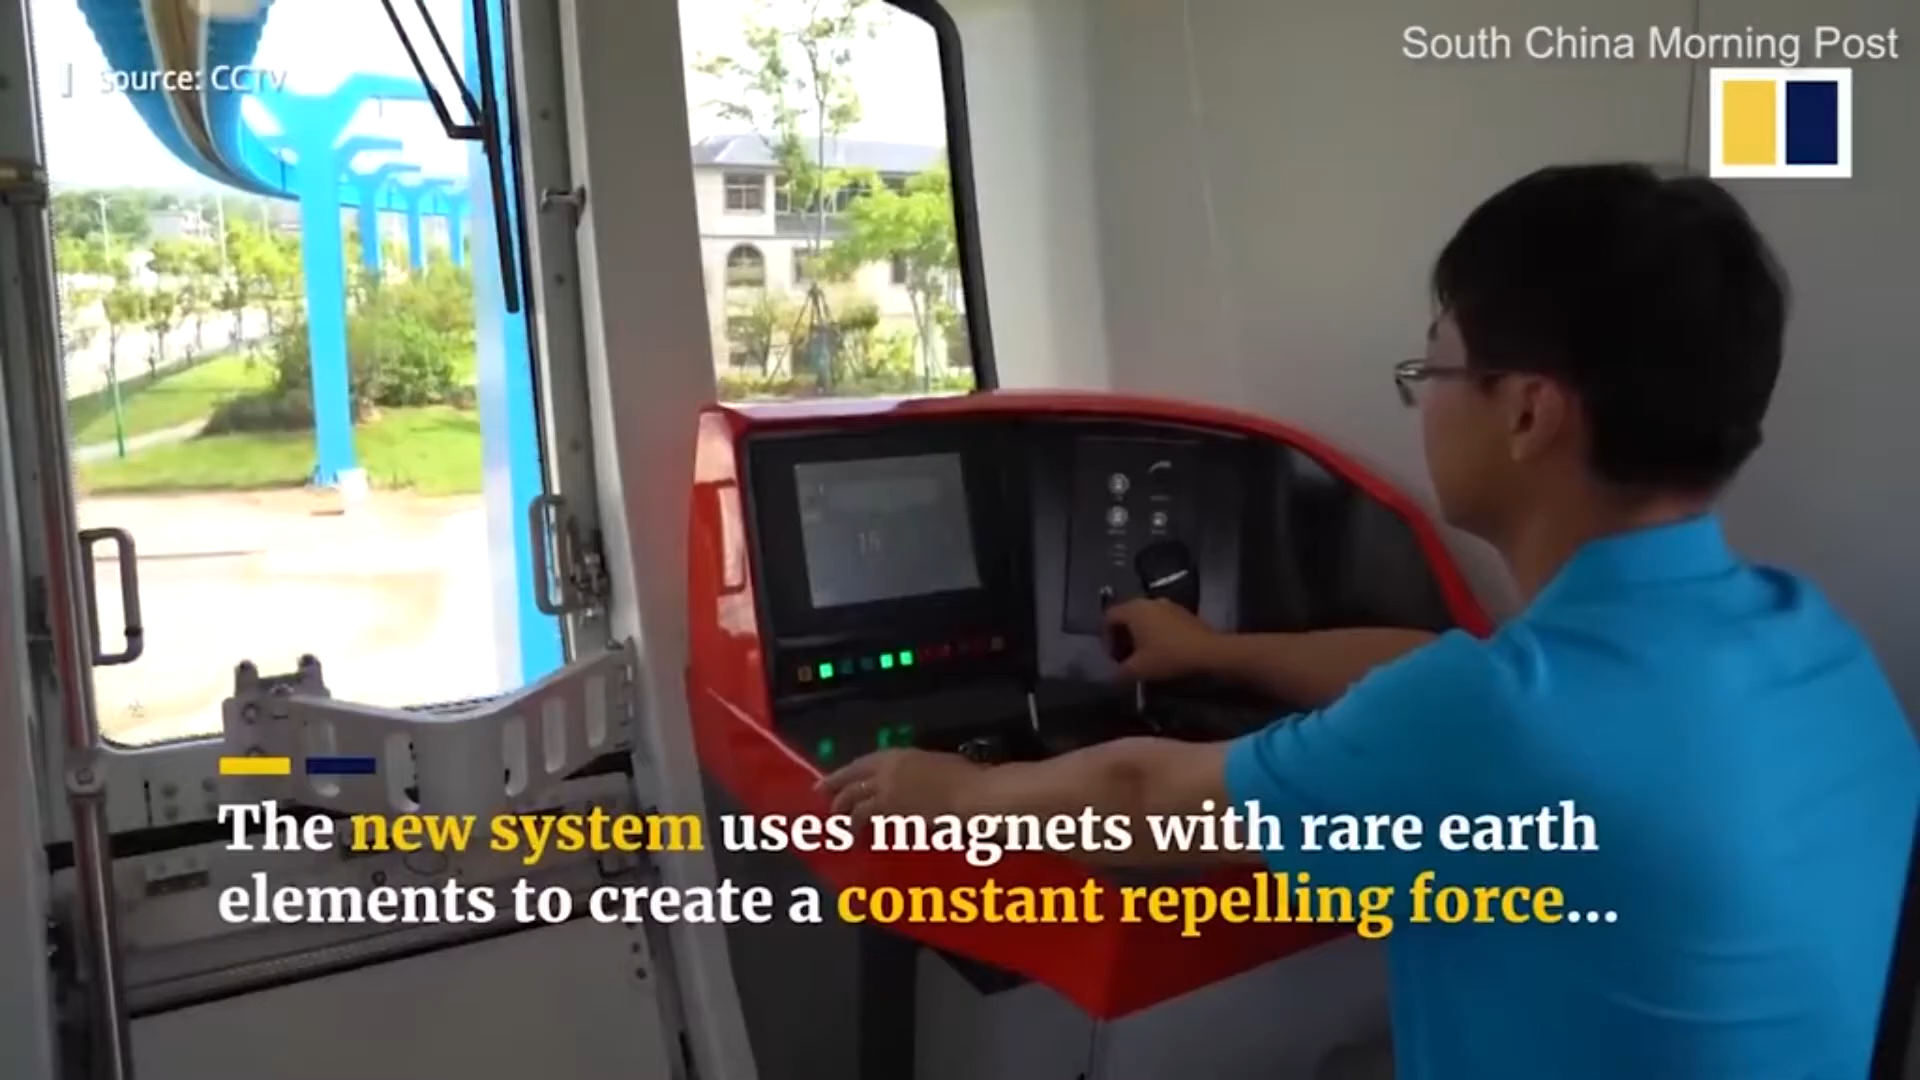 South China Morning Post
source: CCTV
15
The new system uses magnets with rare earth
elements to create a constant repelling force...